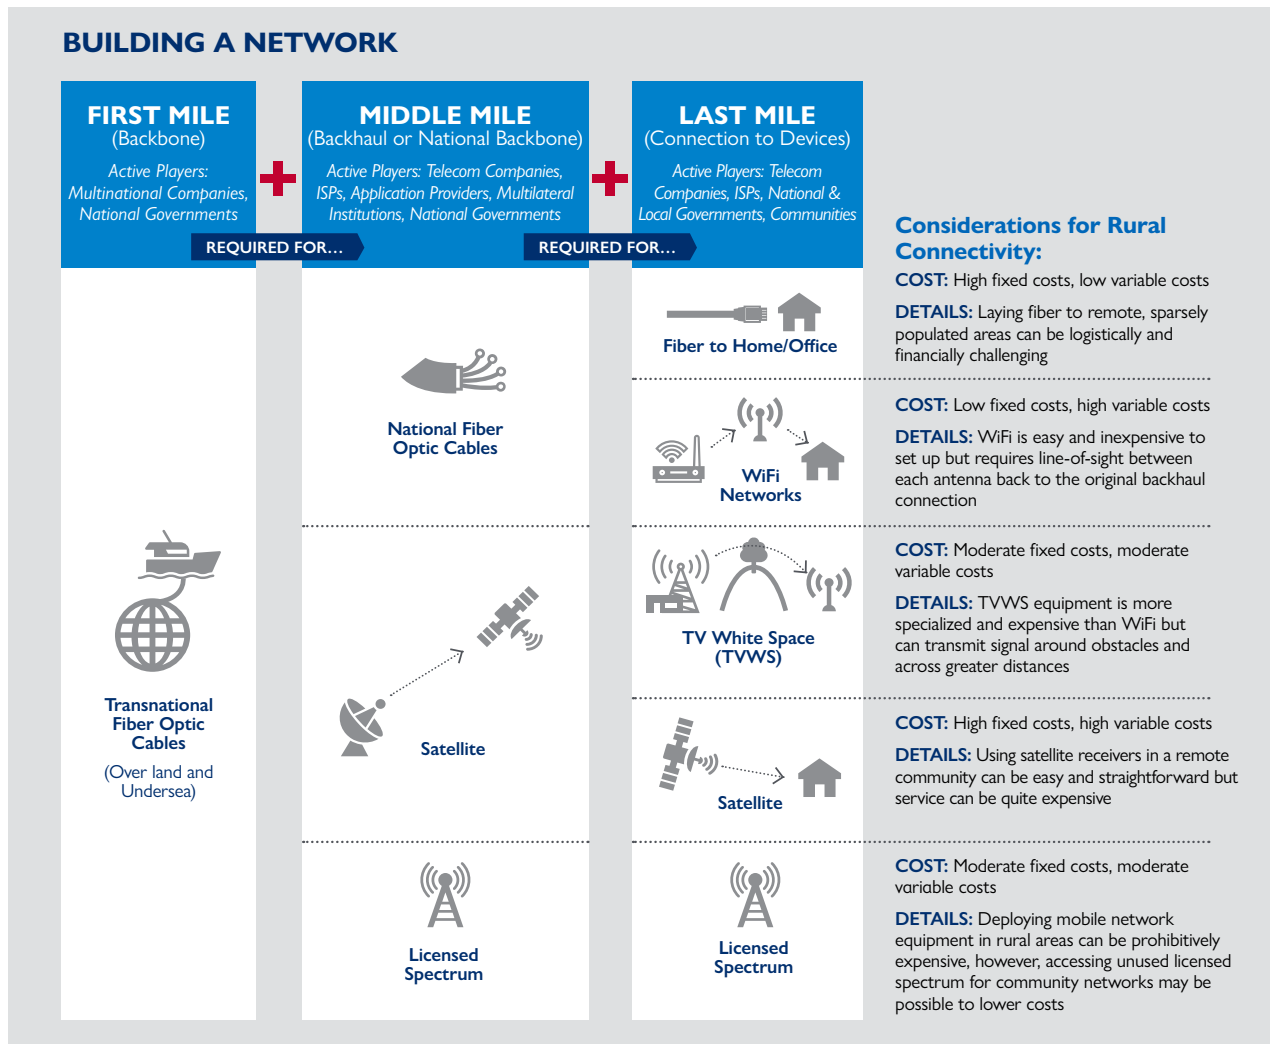 BUILDING A NETWORK
FIRST MILE
(Backbone)
Active Players:
Multinational Companies,
National Governments
REQUIRED FOR...
MIDDLE MILE
(Backhaul or National Backbone)
Active Players: Telecom Companies,
ISPs, Application Providers, Multilateral
Institutions, National Governments
REQUIRED FOR...
LAST MILE
(Connection to Devices)
Active Players: Telecom
Companies, ISPs, National &
Local Governments, Communities
Transnational
Fiber Optic
Cables
(Over land and
Undersea)
National Fiber
Optic Cables
Satellite
Licensed
Spectrum
Considerations for Rural
Connectivity:
Fiber to Home/Office
COST: High fixed costs, low variable costs
DETAILS: Laying fiber to remote, sparsely
populated areas can be logistically and
financially challenging
WiFi
Networks
COST: Low fixed costs, high variable costs
DETAILS: WiFi is easy and inexpensive to
set up but requires line-of-sight between
each antenna back to the original backhaul
connection
TV White Space
(TVWS)
COST: Moderate fixed costs, moderate
variable costs
DETAILS: TVWS equipment is more
specialized and expensive than WiFi but
can transmit signal around obstacles and
across greater distances
Satellite
COST: High fixed costs, high variable costs
DETAILS: Using satellite receivers in a remote
community can be easy and straightforward but
service can be quite expensive
Licensed
Spectrum
COST: Moderate fixed costs, moderate
variable costs
DETAILS: Deploying mobile network
equipment in rural areas can be prohibitively
expensive, however, accessing unused licensed
spectrum for community networks may be
possible to lower costs